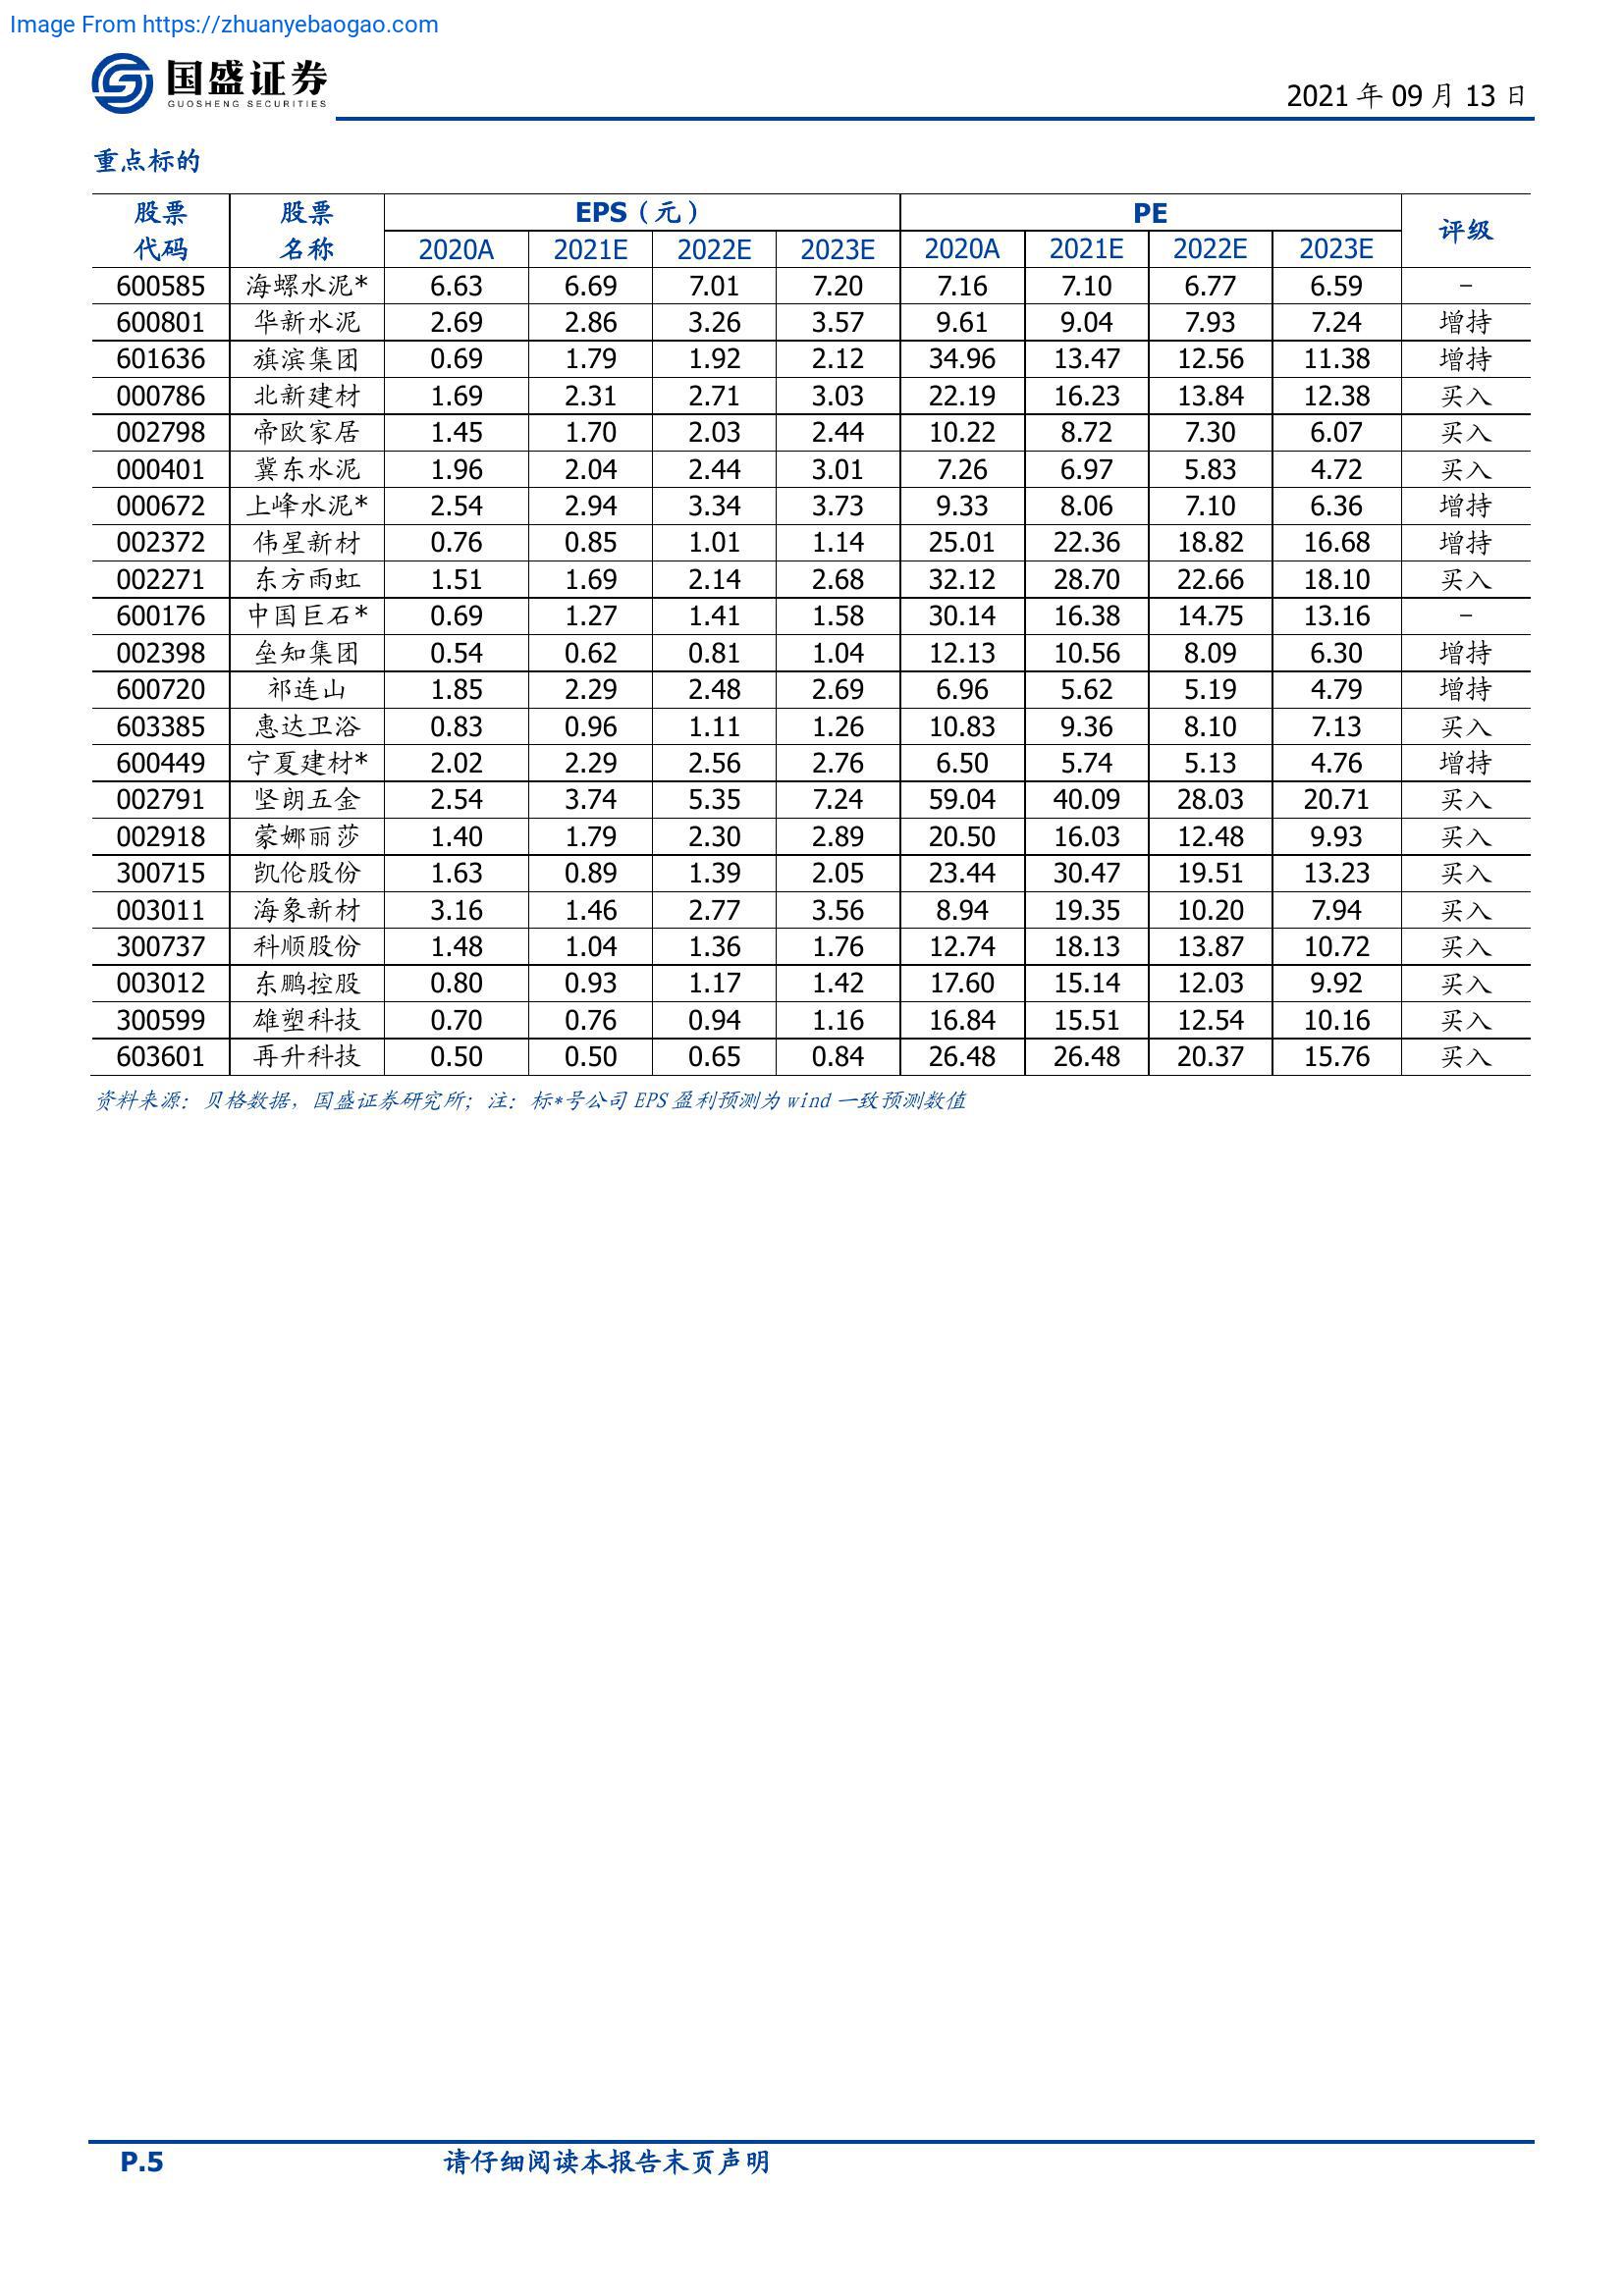 Image From https://zhuanyebaogao.com
国盛证券
GUOSHENG SECURITIES
2021 年 09 月 13 日
重点标的
股票 股票 EPS（元） PE 评级
代码 名称 2020A 2021E 2022E 2023E 2020A 2021E 2022E 2023E
600585 海螺水泥* 6.63 6.69 7.01 7.20 7.16 7.10 6.77 6.59 -
600801 华新水泥 2.69 2.86 3.26 3.57 9.61 9.04 7.93 7.24 增持
601636 旗滨集团 0.69 1.79 1.92 2.12 34.96 13.47 12.56 11.38 增持
000786 北新建材 1.69 2.31 2.71 3.03 22.19 16.23 13.84 12.38 买入
002798 帝欧家居 1.45 1.70 2.03 2.44 10.22 8.72 7.30 6.07 买入
000401 冀东水泥 1.96 2.04 2.44 3.01 7.26 6.97 5.83 4.72 买入
000672 上峰水泥* 2.54 2.94 3.34 3.73 9.33 8.06 7.10 6.36 增持
002372 伟星新材 0.76 0.85 1.01 1.14 25.01 22.36 18.82 16.68 增持
002271 东方雨虹 1.51 1.69 2.14 2.68 32.12 28.70 22.66 18.10 买入
600176 中国巨石* 0.69 1.27 1.41 1.58 30.14 16.38 14.75 13.16 -
002398 垒知集团 0.54 0.62 0.81 1.04 12.13 10.56 8.09 6.30 增持
600720 祁连山 1.85 2.29 2.48 2.69 6.96 5.62 5.19 4.79 增持
603385 惠达卫浴 0.83 0.96 1.11 1.26 10.83 9.36 8.10 7.13 买入
600449 宁夏建材* 2.02 2.29 2.56 2.76 6.50 5.74 5.13 4.76 增持
002791 坚朗五金 2.54 3.74 5.35 7.24 59.04 40.09 28.03 20.71 买入
002918 蒙娜丽莎 1.40 1.79 2.30 2.89 20.50 16.03 12.48 9.93 买入
300715 凯伦股份 1.63 0.89 1.39 2.05 23.44 30.47 19.51 13.23 买入
003011 海象新材 3.16 1.46 2.77 3.56 8.94 19.35 10.20 7.94 买入
300737 科顺股份 1.48 1.04 1.36 1.76 12.74 18.13 13.87 10.72 买入
003012 东鹏控股 0.80 0.93 1.17 1.42 17.60 15.14 12.03 9.92 买入
300599 雄塑科技 0.70 0.76 0.94 1.16 16.84 15.51 12.54 10.16 买入
603601 再升科技 0.50 0.50 0.65 0.84 26.48 26.48 20.37 15.76 买入
资料来源：贝格数据，国盛证券研究所；注：标*号公司 EPS 盈利预测为 wind 一致预测数值
P.5 请仔细阅读本报告末页声明